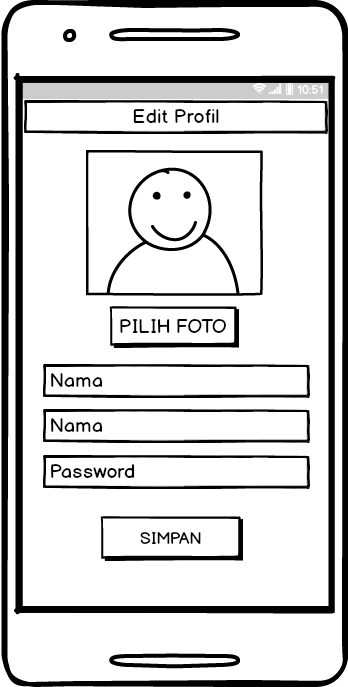 10:51
Edit Profil
PILIH FOTO
Nama
Nama
Password
SIMPAN